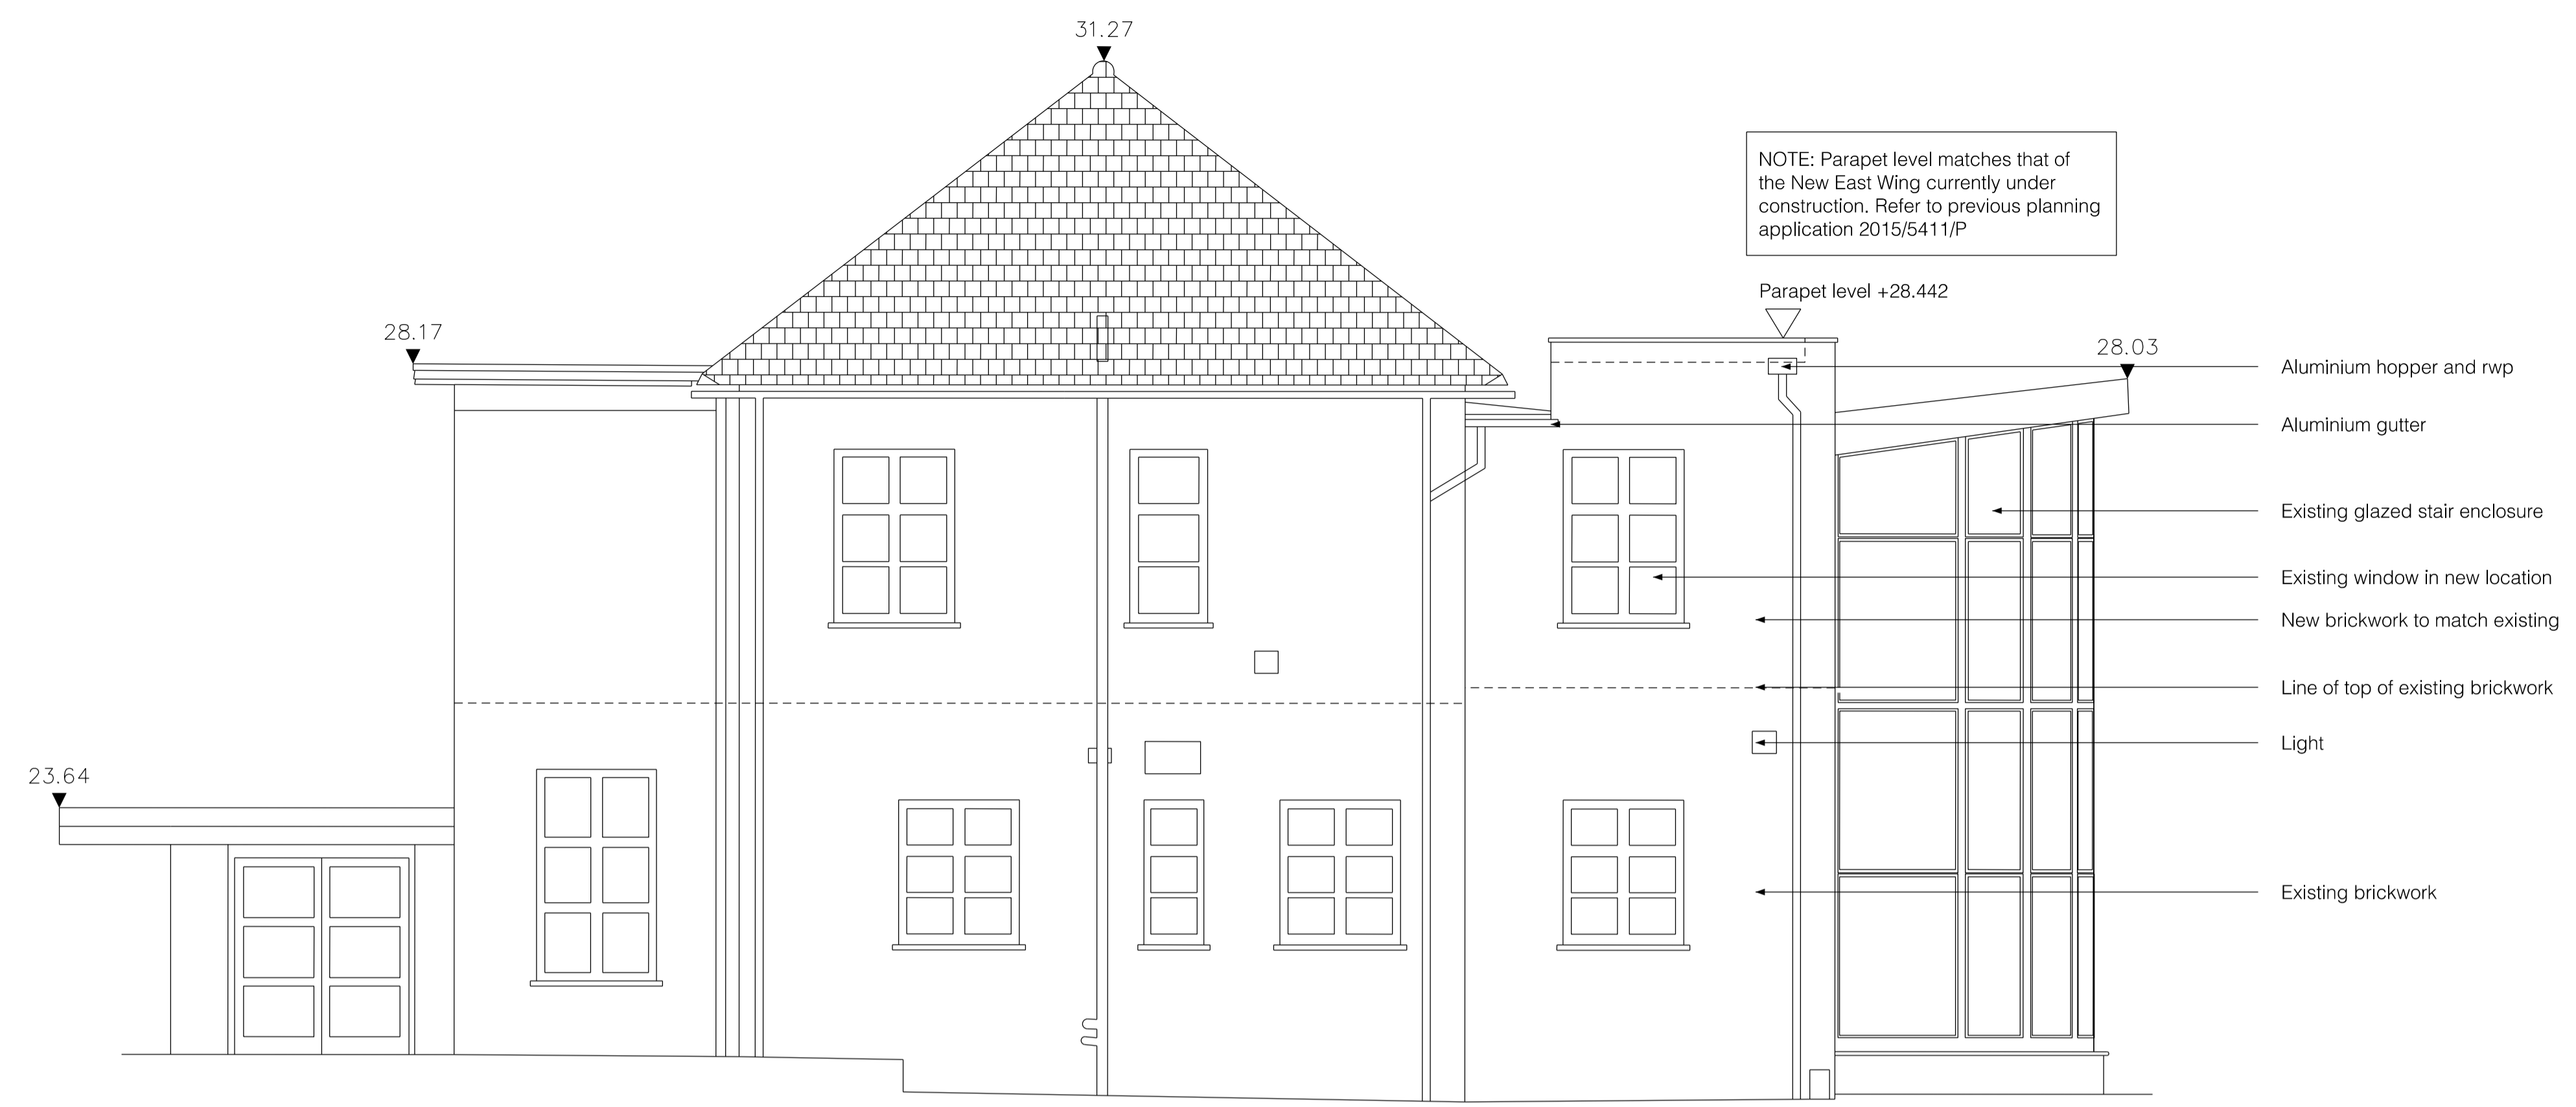 31.27
NOTE: Parapet level matches that of
the New East Wing currently under
construction. Refer to previous planning
application 2015/5411/P
Parapet level +28.442
28.17
28.03
Aluminium hopper and rwp
Aluminium gutter
Existing glazed stair enclosure
Existing window in new location
New brickwork to match existing
Line of top of existing brickwork
Light
23.64
Existing brickwork